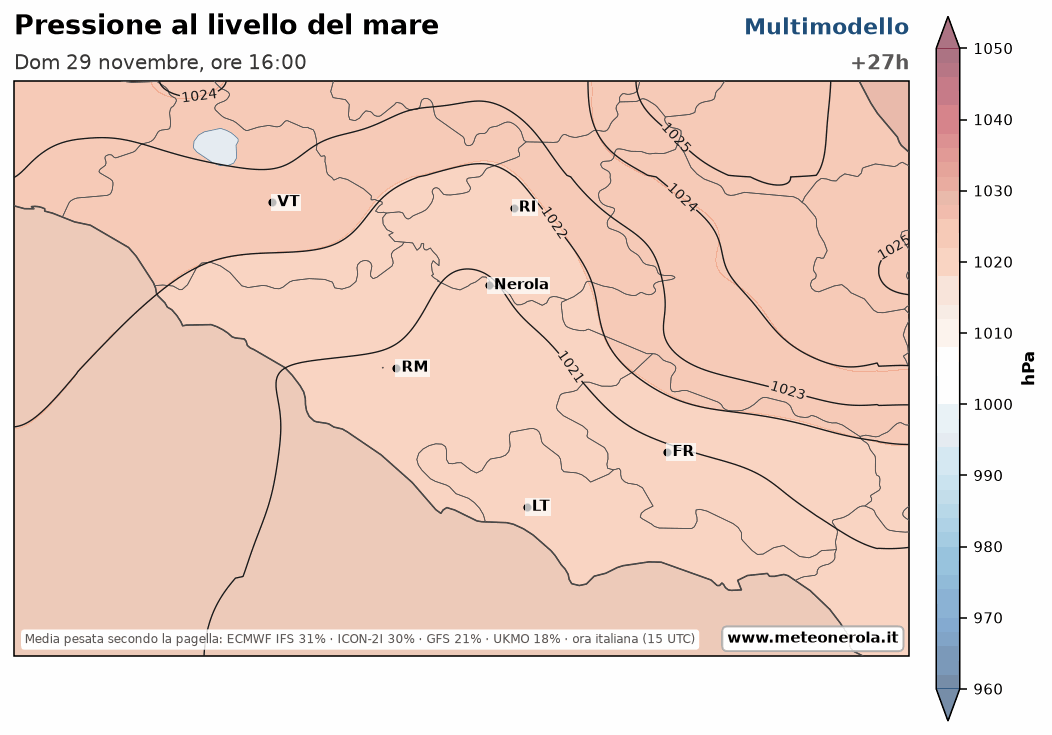 Pressione al livello del mare
Multimodello
Dom 29 novembre, ore 16:00
+27h
1024
1025
1024
VT
RI
1022
1025
Nerola
RM
1021
1023
FR
LT
Media pesata secondo la pagella: ECMWF IFS 31% · ICON-2I 30% · GFS 21% · UKMO 18% · ora italiana (15 UTC)
www.meteonerola.it
1050
1040
1030
1020
1010
1000
990
980
970
960
hPa